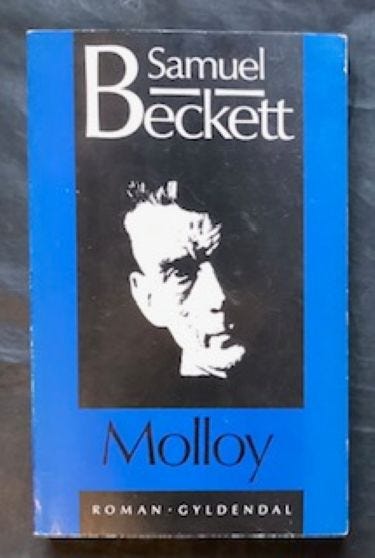 Samuel
Beckett
Molloy
ROMAN · GYLDENDAL